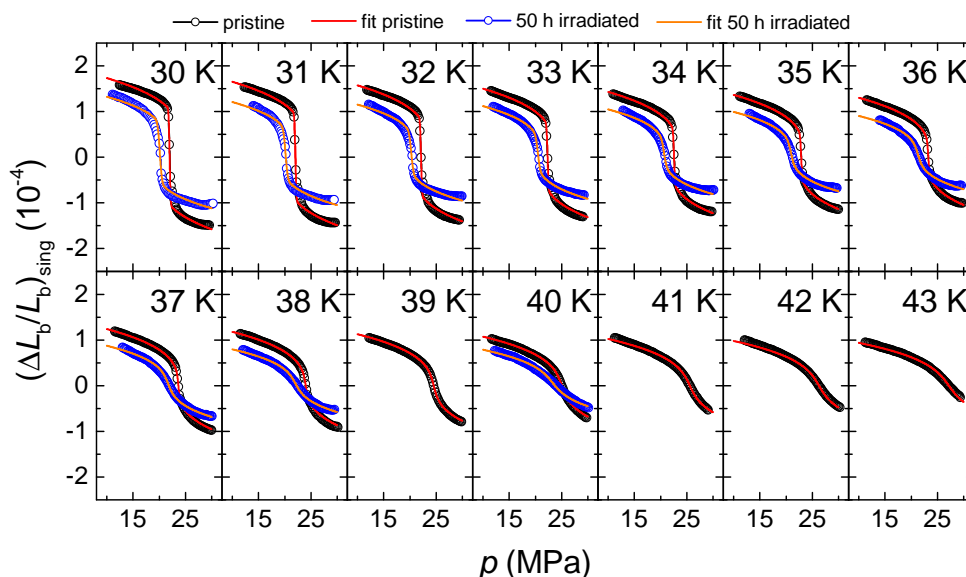 pristine fit pristine 50 h irradiated fit 50 h irradiated
30 K 31 K 32 K 33 K 34 K 35 K 36 K
2
1
0
-1
-2
37 K 38 K 39 K 40 K 41 K 42 K 43 K
2
1
0
-1
-2
(ΔL_b/L_b)_sing (10^-4)
15 25 15 25 15 25 15 25 15 25 15 25 15 25
p (MPa)